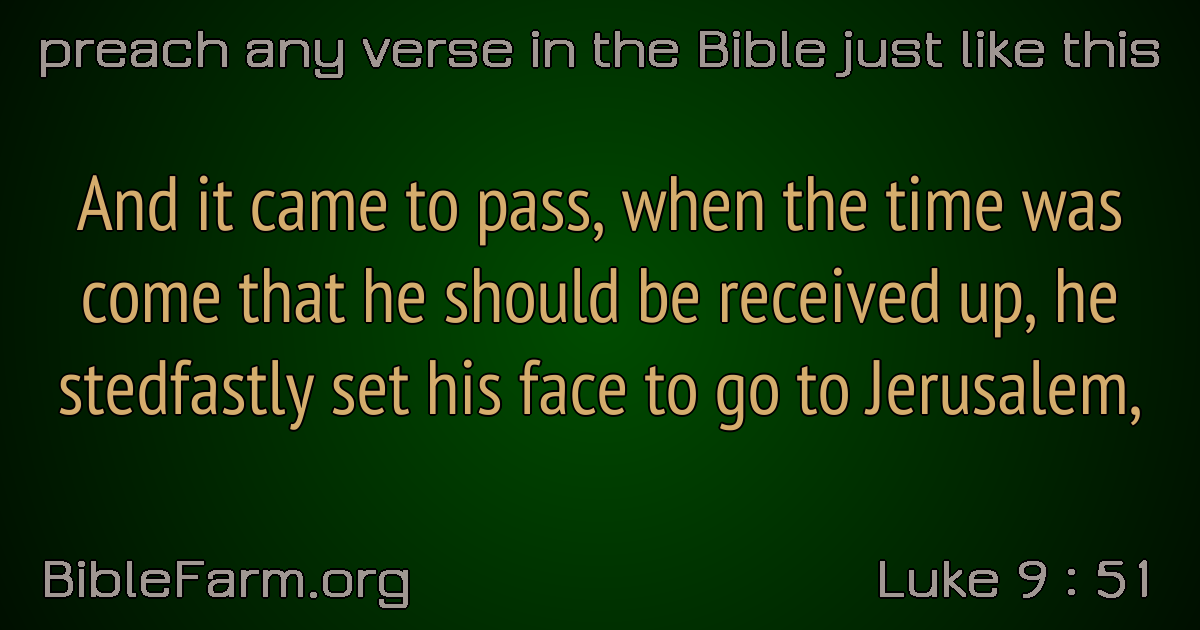 preach any verse in the Bible just like this
And it came to pass, when the time was
come that he should be received up, he
stedfastly set his face to go to Jerusalem,
BibleFarm.org
Luke 9 : 51